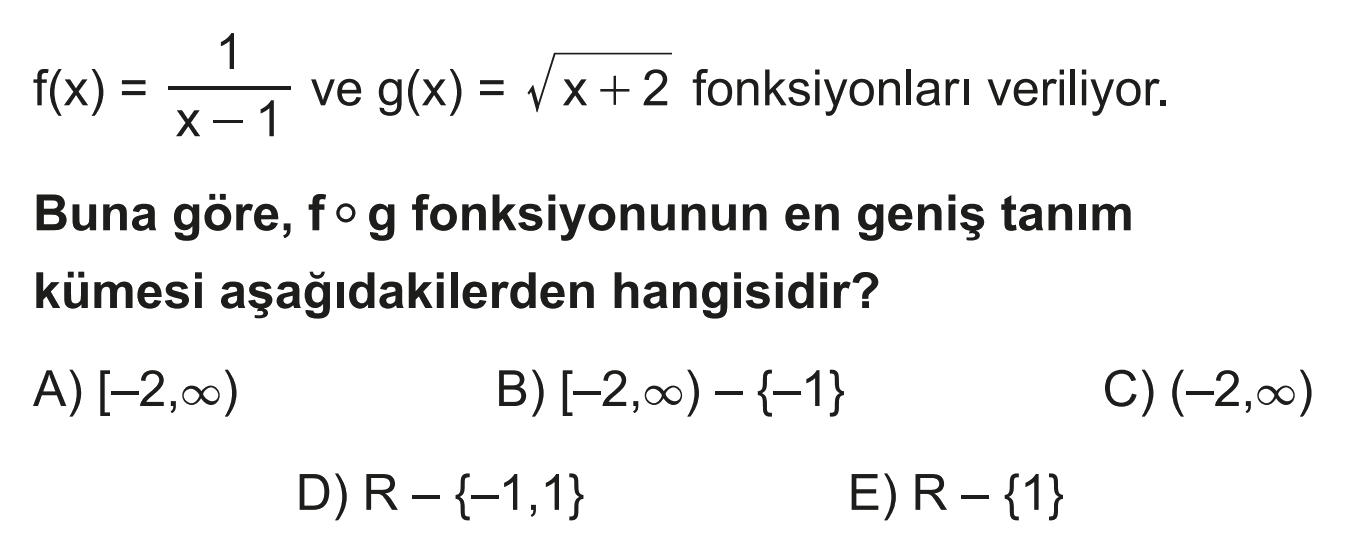 f(x) = 1/(x – 1) ve g(x) = √(x + 2) fonksiyonları veriliyor.
Buna göre, f∘g fonksiyonunun en geniş tanım
kümesi aşağıdakilerden hangisidir?
A) [–2,∞) B) [–2,∞) – {–1} C) (–2,∞)
D) R – {–1,1} E) R – {1}